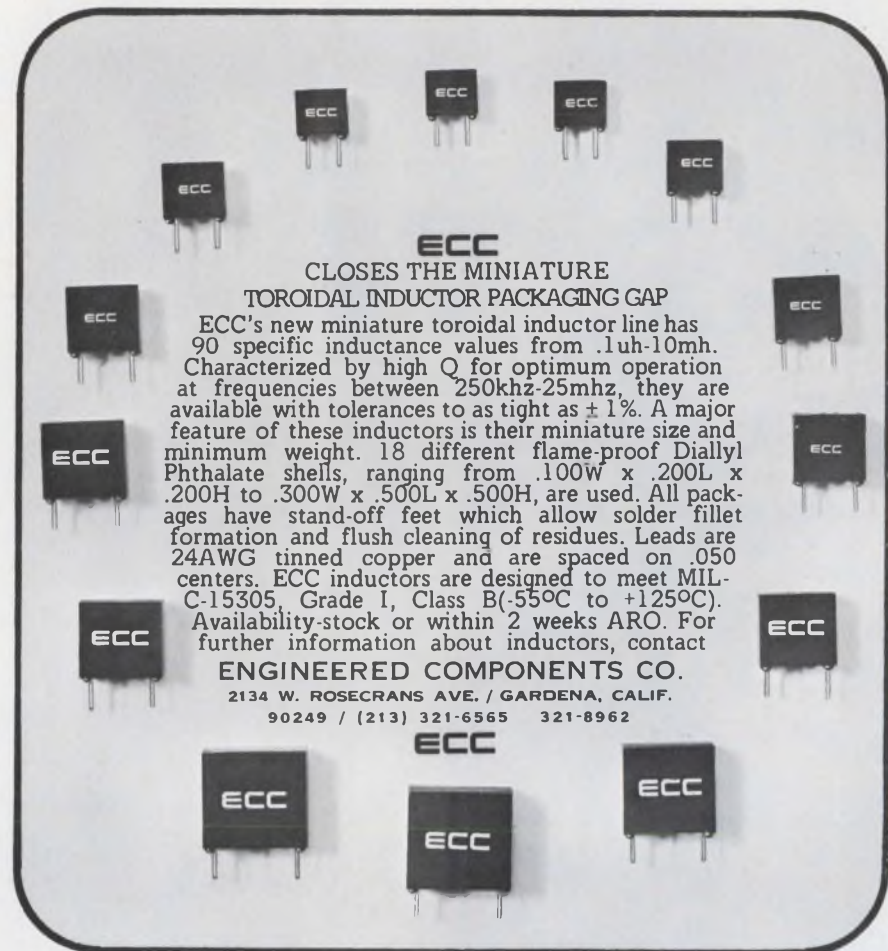 ECC
ECC
ECC
ECC
ECC
ECC
CLOSES THE MINIATURE
TOROIDAL INDUCTOR PACKAGING GAP
ECC
ECC
ECC's new miniature toroidal inductor line has
90 specific inductance values from .1uh-10mh.
Characterized by high Q for optimum operation
at frequencies between 250khz-25mhz, they are
available with tolerances to as tight as ± 1%. A major
feature of these inductors is their miniature size and
minimum weight. 18 different flame-proof Diallyl
Phthalate shells, ranging from .100W x .200L x
.200H to .300W x .500L x .500H, are used. All pack-
ages have stand-off feet which allow solder fillet
formation and flush cleaning of residues. Leads are
24AWG tinned copper and are spaced on .050
centers. ECC inductors are designed to meet MIL-
C-15305, Grade I, Class B(-55°C to +125°C).
Availability-stock or within 2 weeks ARO. For
further information about inductors, contact
ECC
ECC
ECC
ECC
ENGINEERED COMPONENTS CO.
2134 W. ROSECRANS AVE. / GARDENA, CALIF.
90249 / (213) 321-6565 321-8962
ECC
ECC
ECC
ECC